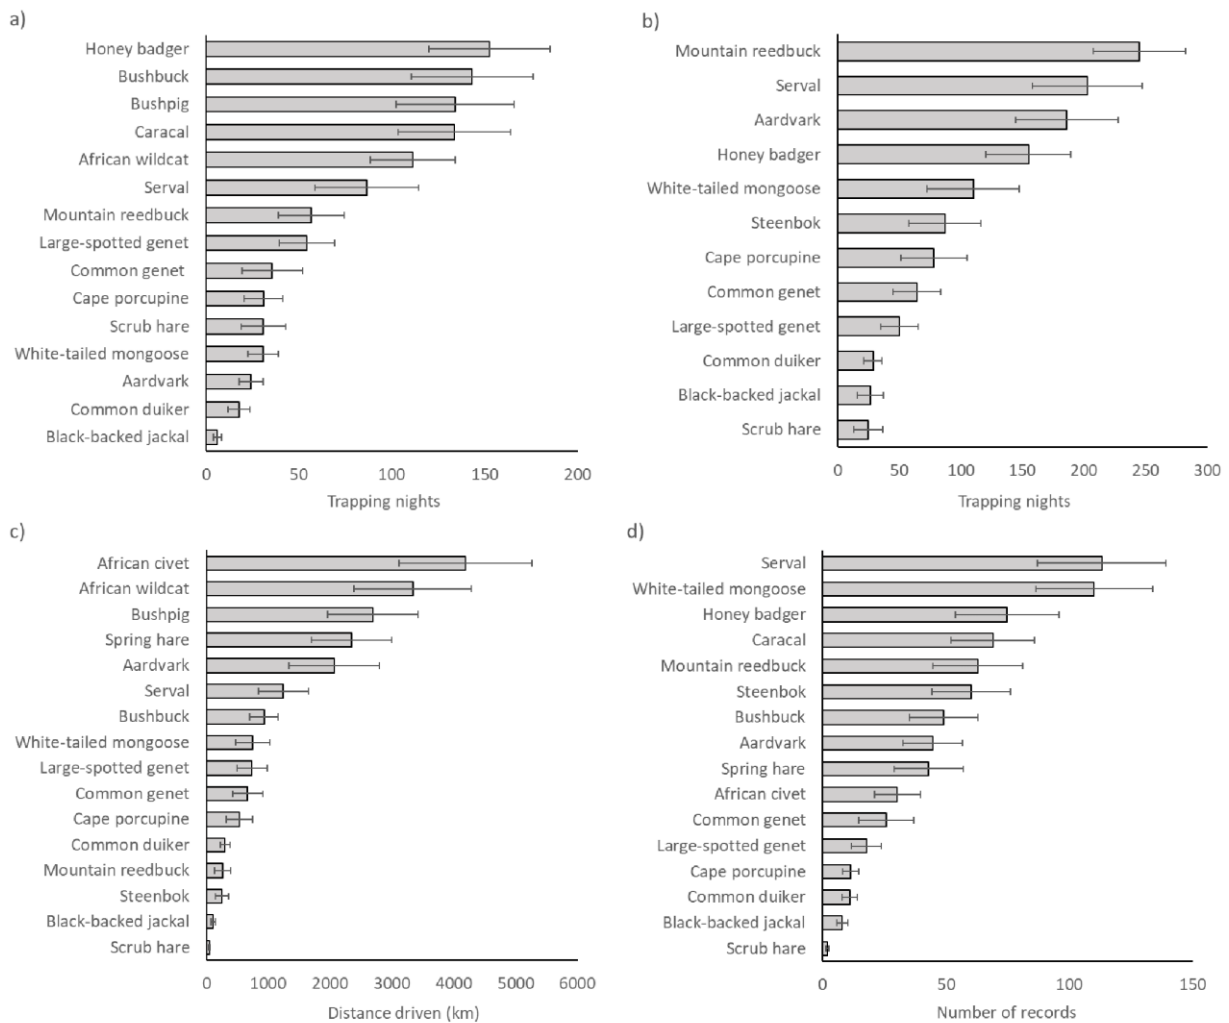 a)
Honey badger
Bushbuck
Bushpig
Caracal
African wildcat
Serval
Mountain reedbuck
Large-spotted genet
Common genet
Cape porcupine
Scrub hare
White-tailed mongoose
Aardvark
Common duiker
Black-backed jackal
0 50 100 150 200
Trapping nights
b)
Mountain reedbuck
Serval
Aardvark
Honey badger
White-tailed mongoose
Steenbok
Cape porcupine
Common genet
Large-spotted genet
Common duiker
Black-backed jackal
Scrub hare
0 50 100 150 200 250 300
Trapping nights
c)
African civet
African wildcat
Bushpig
Spring hare
Aardvark
Serval
Bushbuck
White-tailed mongoose
Large-spotted genet
Common genet
Cape porcupine
Common duiker
Mountain reedbuck
Steenbok
Black-backed jackal
Scrub hare
0 1000 2000 3000 4000 5000 6000
Distance driven (km)
d)
Serval
White-tailed mongoose
Honey badger
Caracal
Mountain reedbuck
Steenbok
Bushbuck
Aardvark
Spring hare
African civet
Common genet
Large-spotted genet
Cape porcupine
Common duiker
Black-backed jackal
Scrub hare
0 50 100 150
Number of records